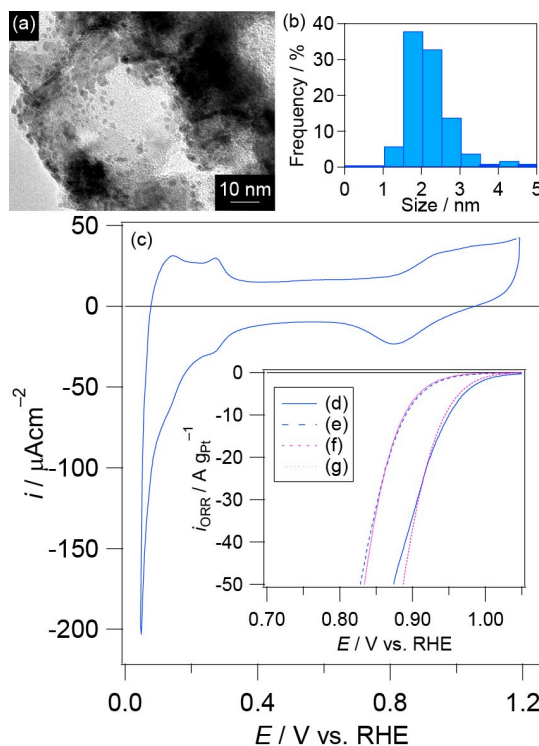 (a)
10 nm
(b)
Frequency / %
40
30
20
10
0
0 1 2 3 4 5
Size / nm
(c)
i / μAcm⁻²
50
0
-50
-100
-150
-200
0.0 0.4 0.8 1.2
E / V vs. RHE
(d)
(e)
(f)
(g)
i_ORR / A g_Pt⁻¹
0
-10
-20
-30
-40
-50
0.70 0.80 0.90 1.00
E / V vs. RHE